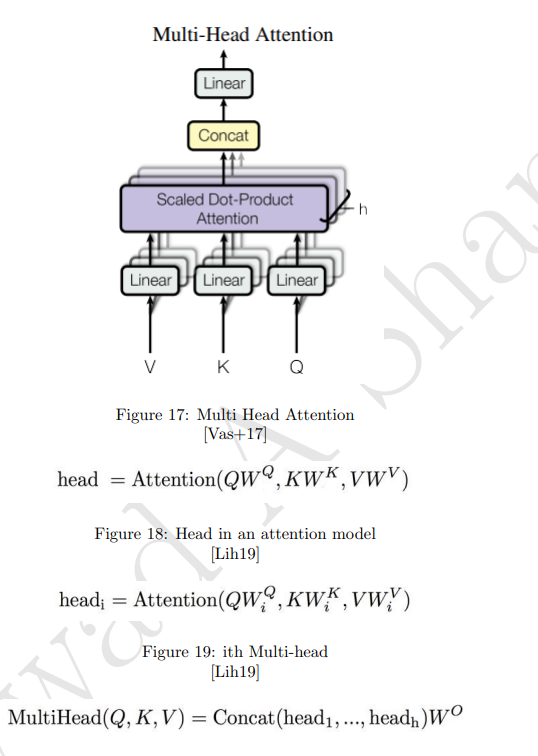 Multi-Head Attention
Linear
Concat
Scaled Dot-Product
Attention
h
Linear Linear Linear
V K Q
Figure 17: Multi Head Attention
[Vas+17]
head = Attention(QW^Q, KW^K, VW^V)
Figure 18: Head in an attention model
[Lih19]
head_i = Attention(QW_i^Q, KW_i^K, VW_i^V)
Figure 19: ith Multi-head
[Lih19]
MultiHead(Q, K, V) = Concat(head_1, ..., head_h)W^O